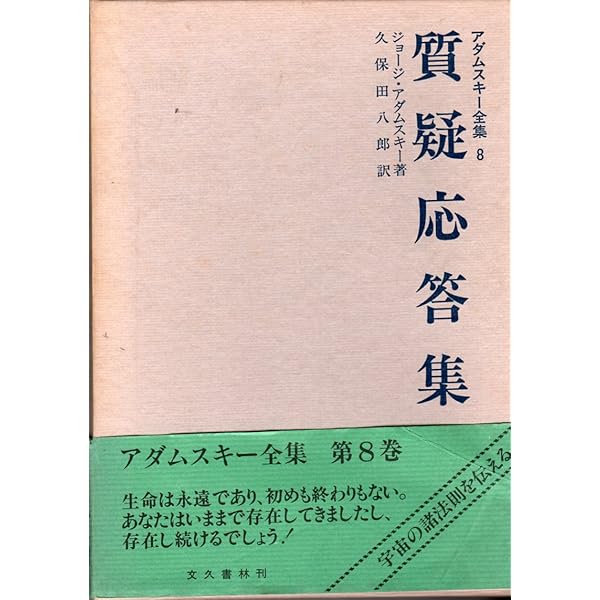 アダムスキー全集 8
質疑応答集
ジョージ・アダムスキー著
久保田八郎訳
アダムスキー全集 第8巻
生命は永遠であり、初めも終わりもない。
あなたはいままで存在してきましたし、
存在し続けるでしょう!
宇宙の諸法則を伝える
文久書林刊